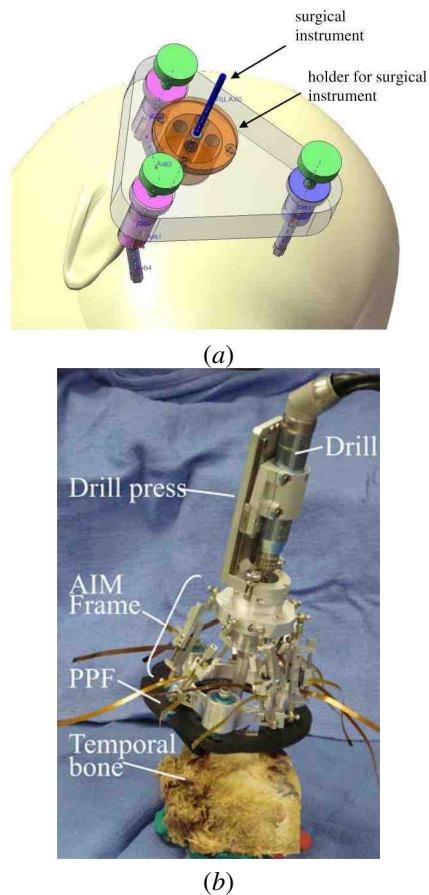 surgical
instrument
holder for surgical
instrument
(a)
Drill
Drill press
AIM
Frame
PPF
Temporal
bone
(b)